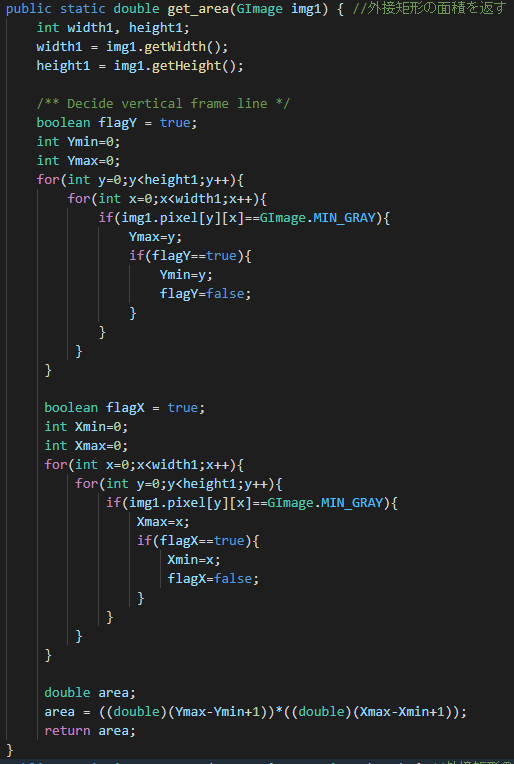 public static double get_area(GImage img1) { //外接矩形の面積を返す
int width1, height1;
width1 = img1.getWidth();
height1 = img1.getHeight();
/** Decide vertical frame line */
boolean flagY = true;
int Ymin=0;
int Ymax=0;
for(int y=0;y<height1;y++){
for(int x=0;x<width1;x++){
if(img1.pixel[y][x]==GImage.MIN_GRAY){
Ymax=y;
if(flagY==true){
Ymin=y;
flagY=false;
}
}
}
}
boolean flagX = true;
int Xmin=0;
int Xmax=0;
for(int x=0;x<width1;x++){
for(int y=0;y<height1;y++){
if(img1.pixel[y][x]==GImage.MIN_GRAY){
Xmax=x;
if(flagX==true){
Xmin=x;
flagX=false;
}
}
}
}
double area;
area = ((double)(Ymax-Ymin+1))*((double)(Xmax-Xmin+1));
return area;
}